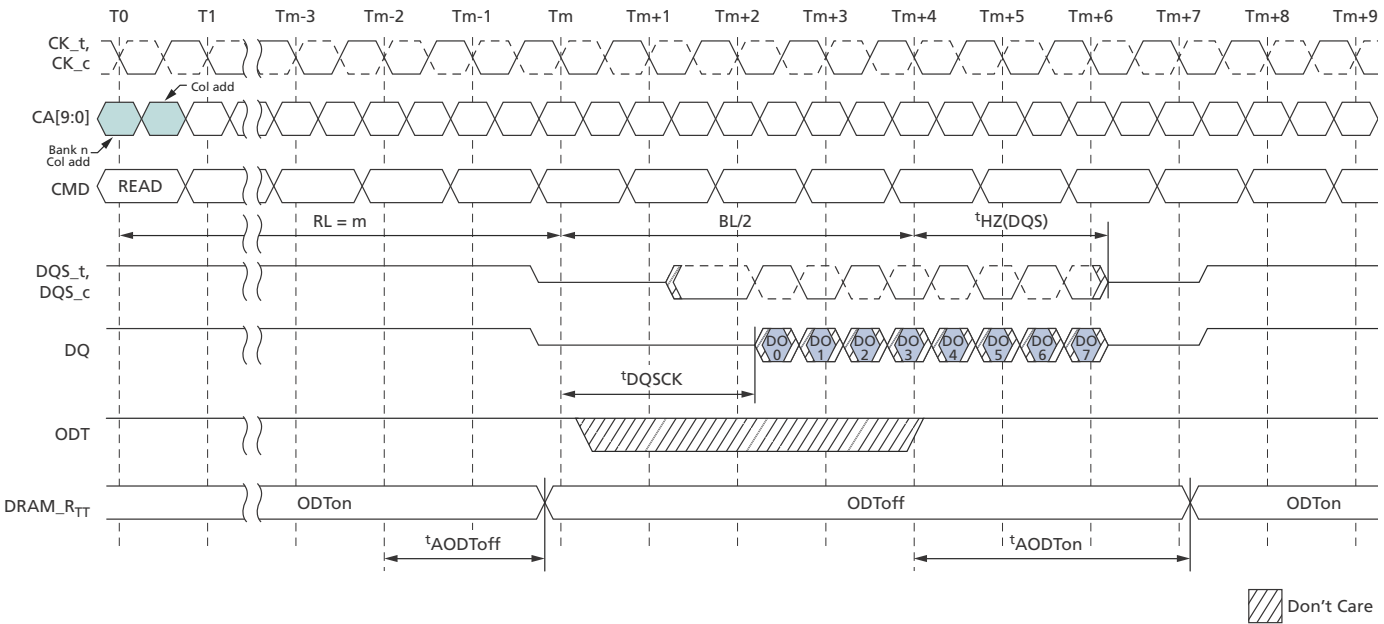 T0 T1 Tm-3 Tm-2 Tm-1 Tm Tm+1 Tm+2 Tm+3 Tm+4 Tm+5 Tm+6 Tm+7 Tm+8 Tm+9
CK_t,
CK_c
Col add
CA[9:0]
Bank n
Col add
CMD READ
RL = m BL/2 tHZ(DQS)
DQS_t,
DQS_c
DQ DO 0 DO 1 DO 2 DO 3 DO 4 DO 5 DO 6 DO 7
tDQSCK
ODT
DRAM_RTT ODTon ODToff ODTon
tAODToff tAODTon
Don't Care